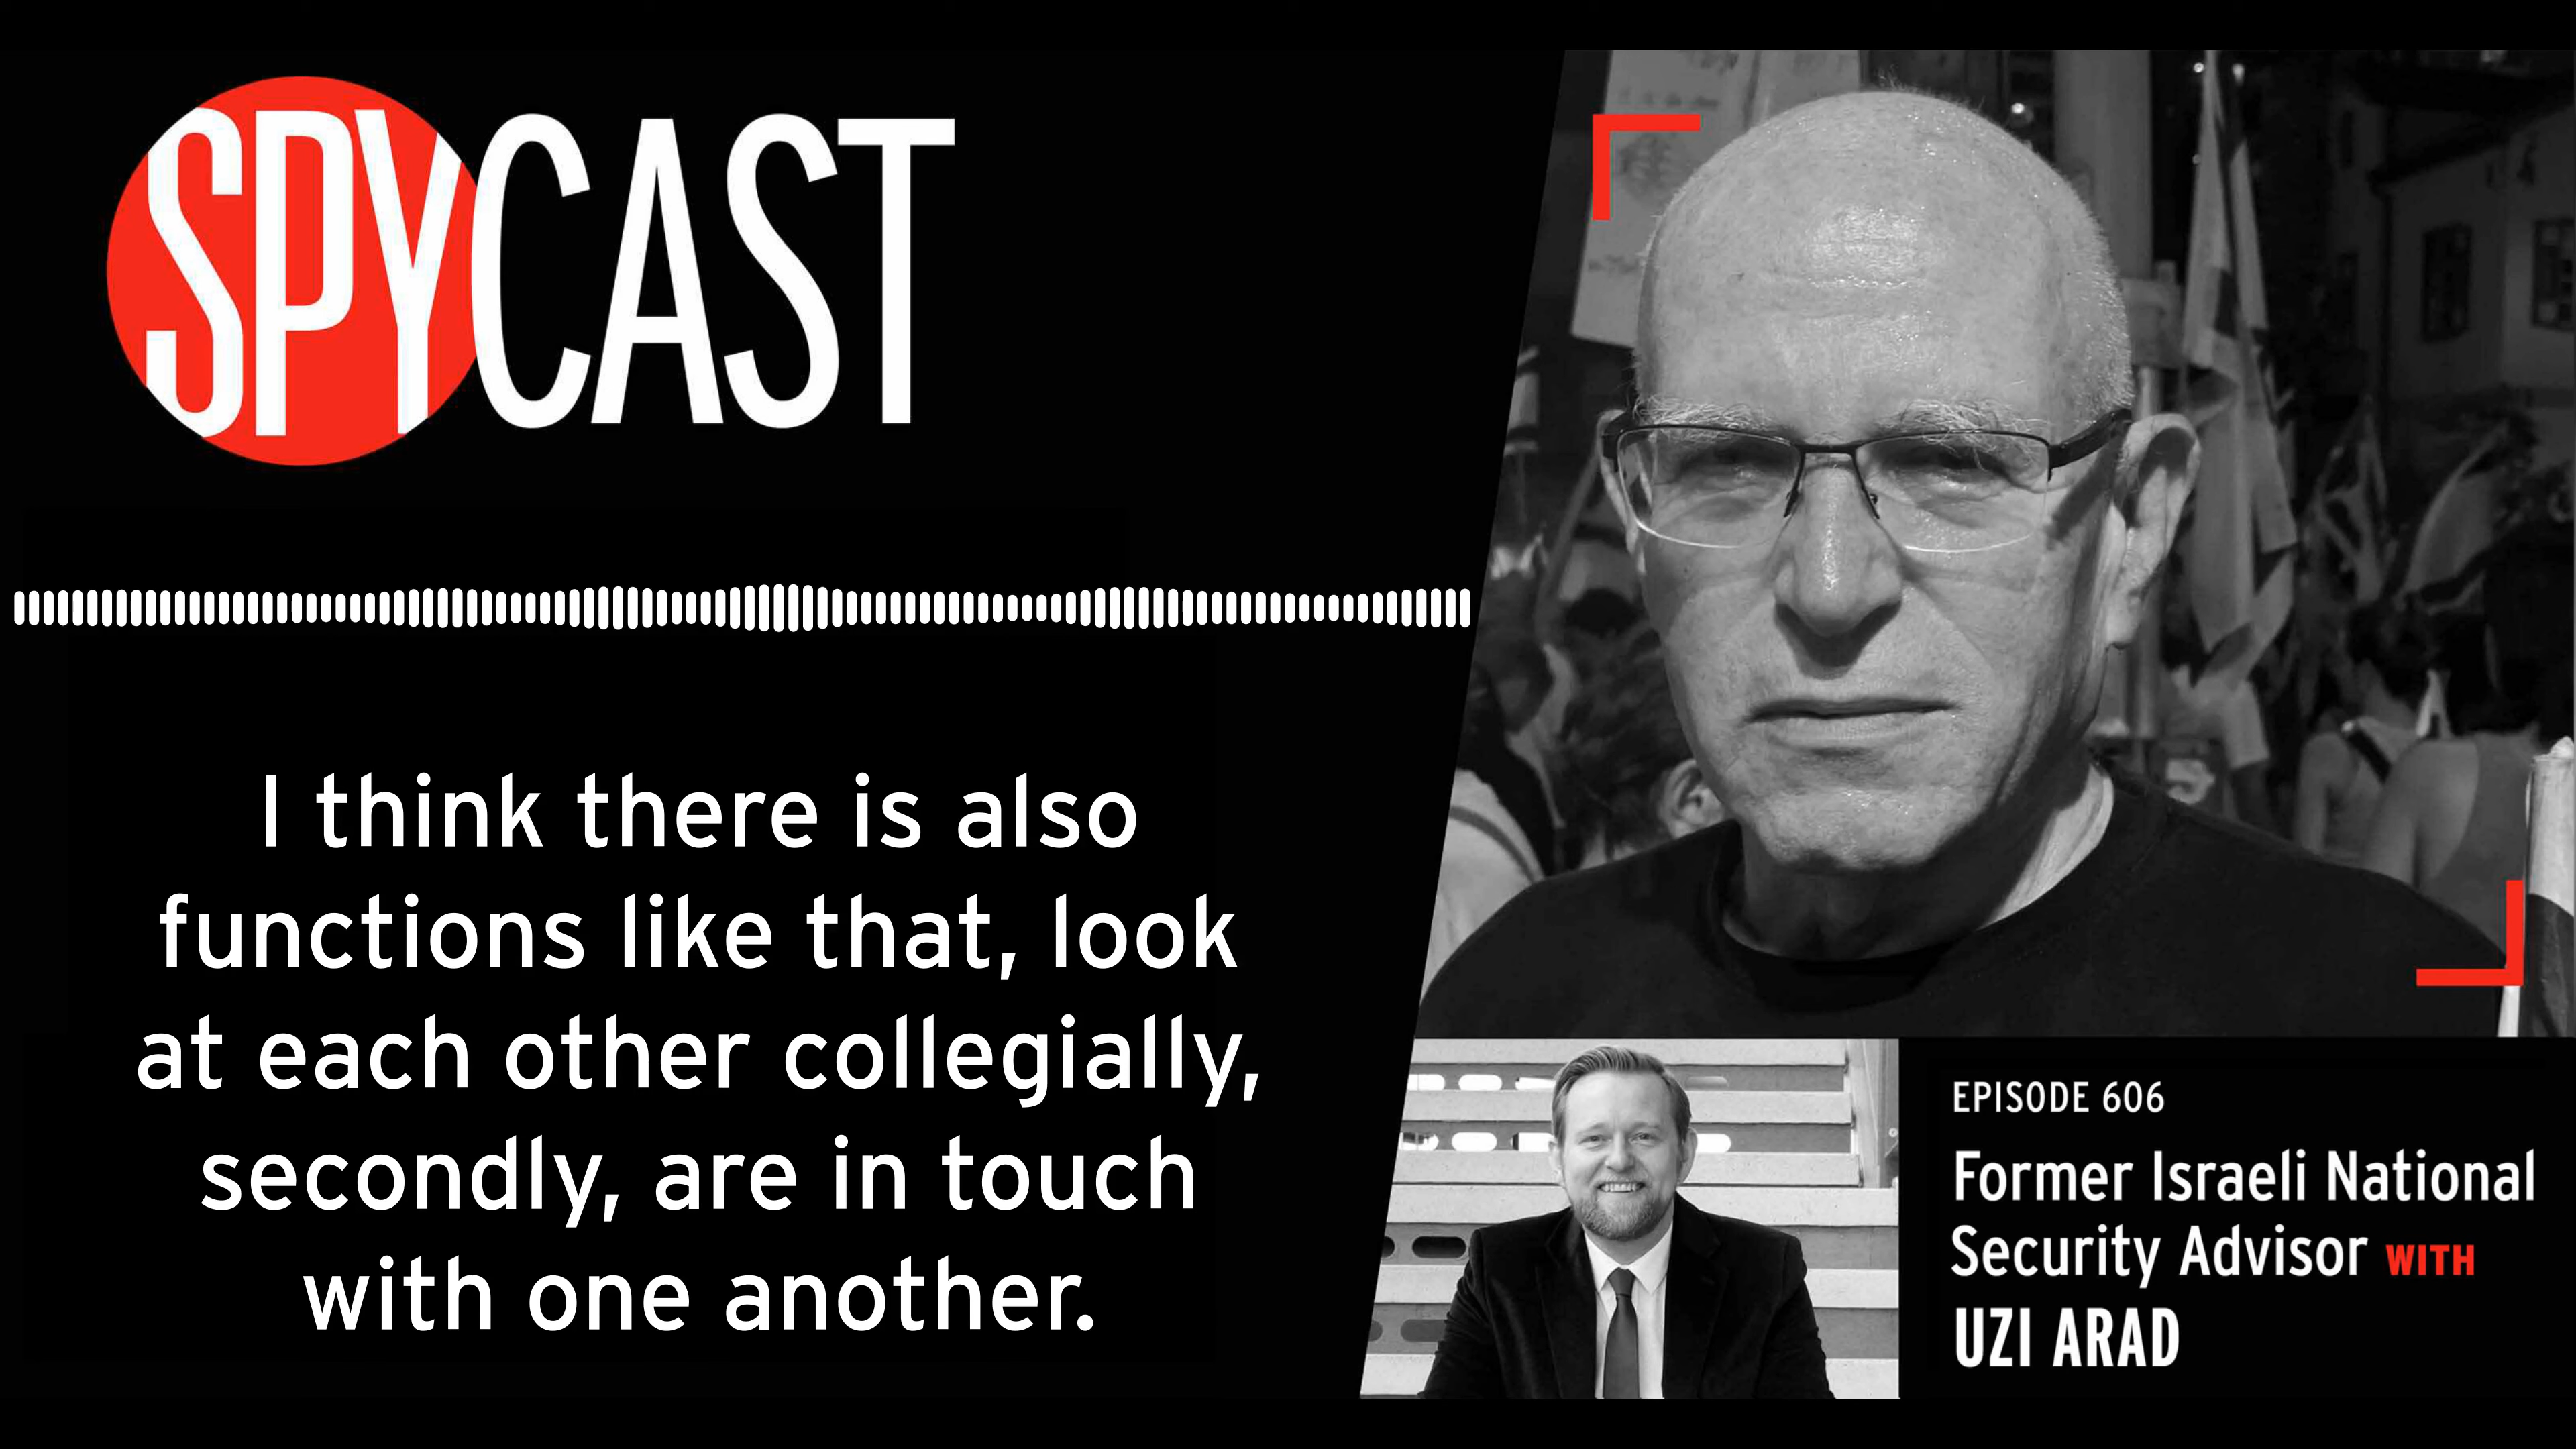 SPYCAST
I think there is also
functions like that, look
at each other collegially,
secondly, are in touch
with one another.
EPISODE 606
Former Israeli National
Security Advisor WITH
UZI ARAD